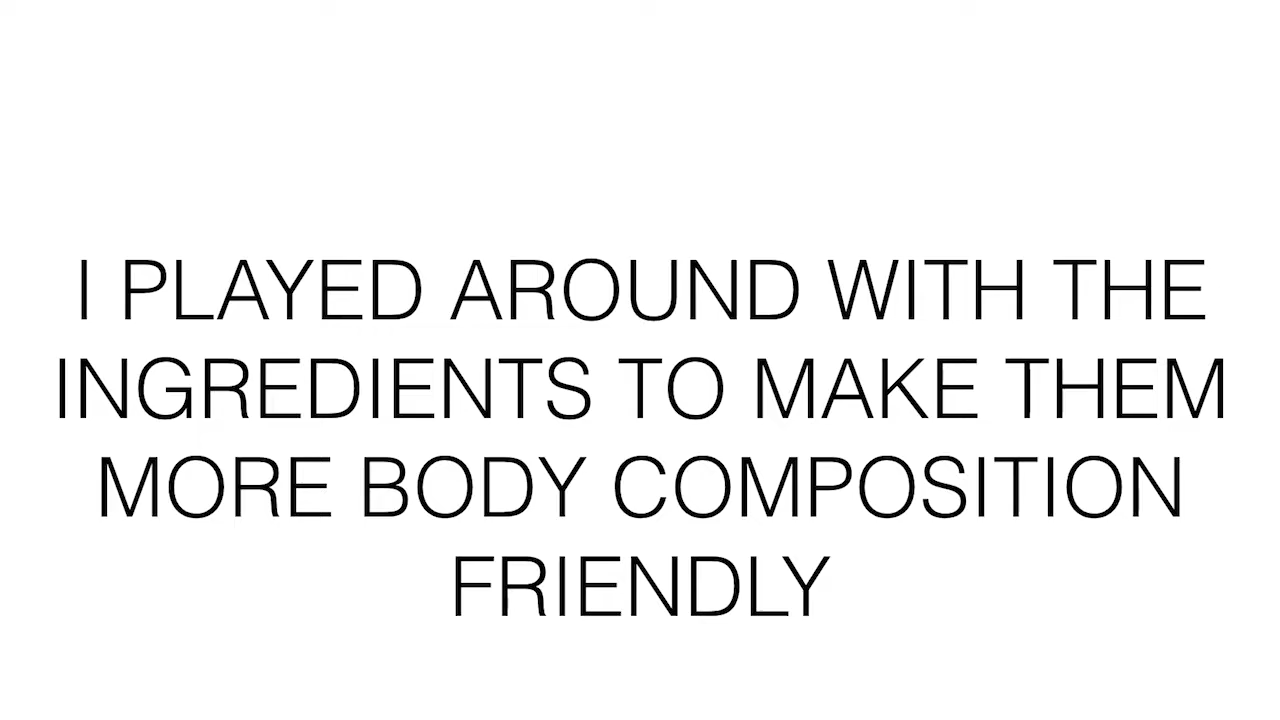 I PLAYED AROUND WITH THE
INGREDIENTS TO MAKE THEM
MORE BODY COMPOSITION
FRIENDLY